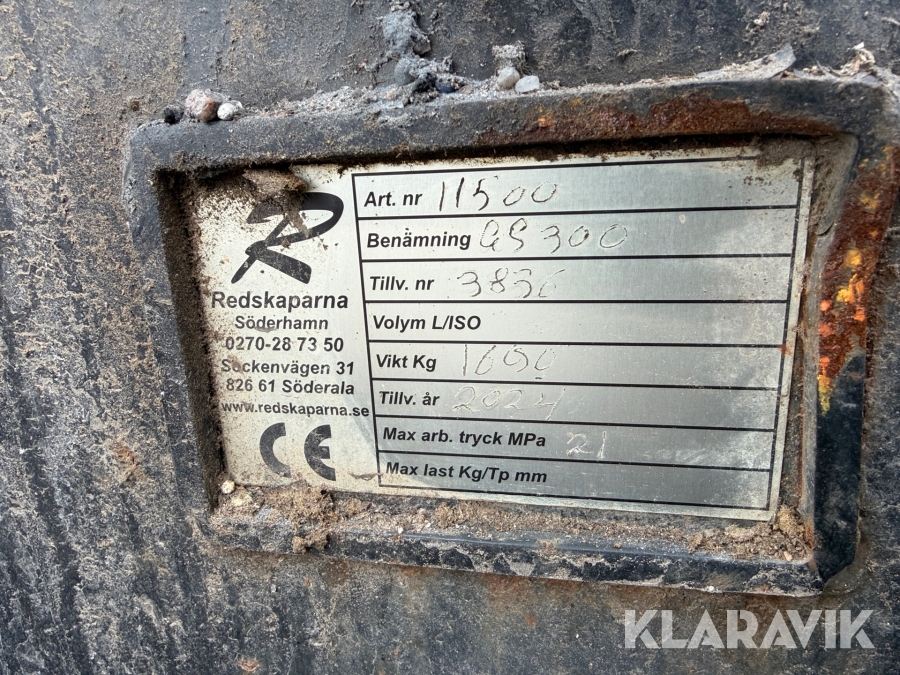 R
Redskaparna
Söderhamn
0270-28 73 50
Sockenvägen 31
826 61 Söderala
www.redskaparna.se
CE
Art. nr 11500
Benämning GS 300
Tillv. nr 3836
Volym L/ISO
Vikt Kg
Tillv. år 2024
Max arb. tryck MPa 21
Max last Kg/Tp mm
KLARAVIK